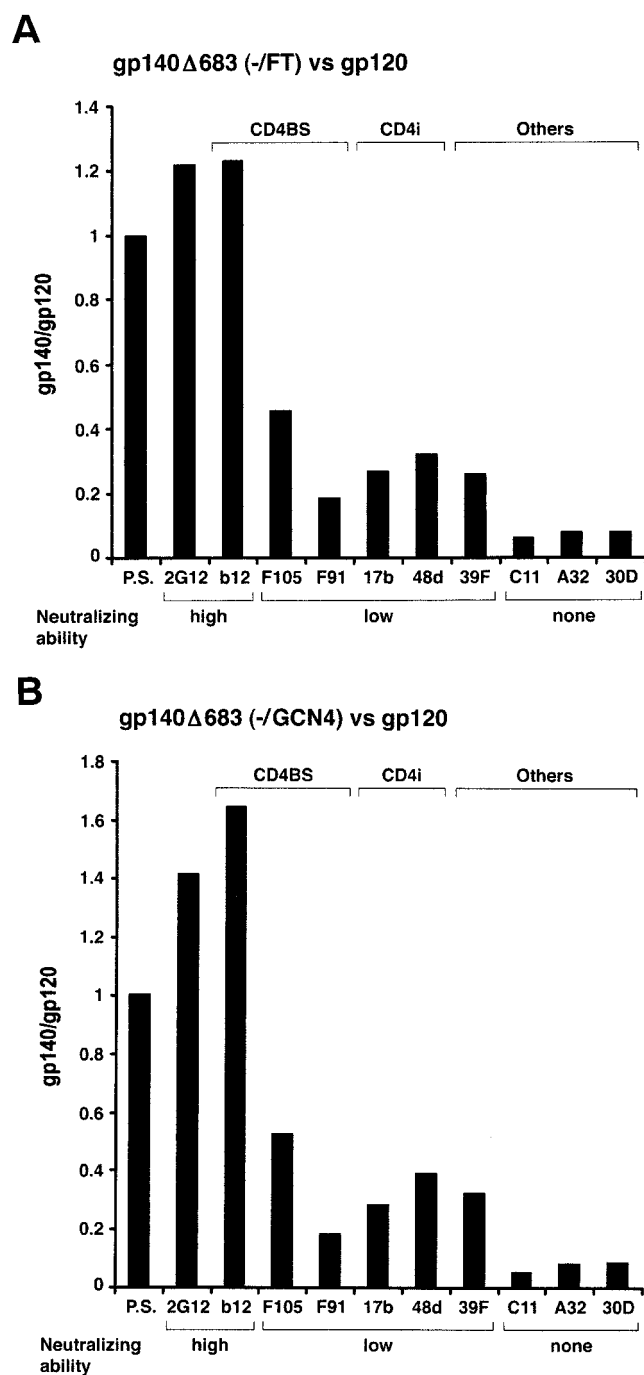 A
gp140Δ683 (-/FT) vs gp120
CD4BS CD4i Others
gp140/gp120
1.4
1.2
1
0.8
0.6
0.4
0.2
0
P.S. 2G12 b12 F105 F91 17b 48d 39F C11 A32 30D
Neutralizing ability high low none
B
gp140Δ683 (-/GCN4) vs gp120
CD4BS CD4i Others
gp140/gp120
1.8
1.6
1.4
1.2
1
0.8
0.6
0.4
0.2
0
P.S. 2G12 b12 F105 F91 17b 48d 39F C11 A32 30D
Neutralizing ability high low none